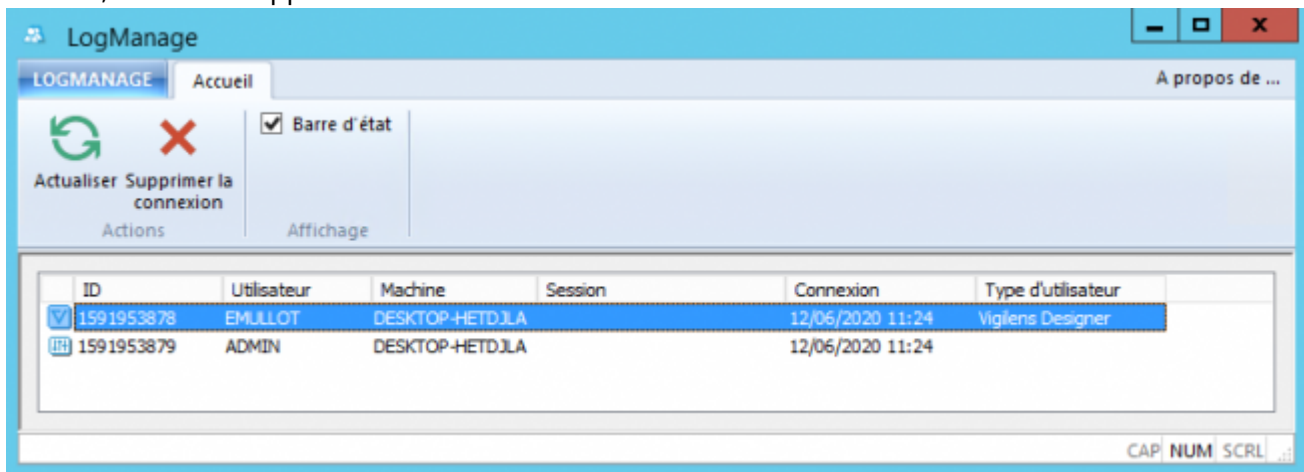 LogManage
LOGMANAGE Accueil A propos de ...
Barre d'état
Actualiser Supprimer la
connexion
Actions Affichage
ID Utilisateur Machine Session Connexion Type d'utilisateur
1591953878 EMULLOT DESKTOP-HETDJLA 12/06/2020 11:24 Vigilens Designer
1591953879 ADMIN DESKTOP-HETDJLA 12/06/2020 11:24
CAP NUM SCRL